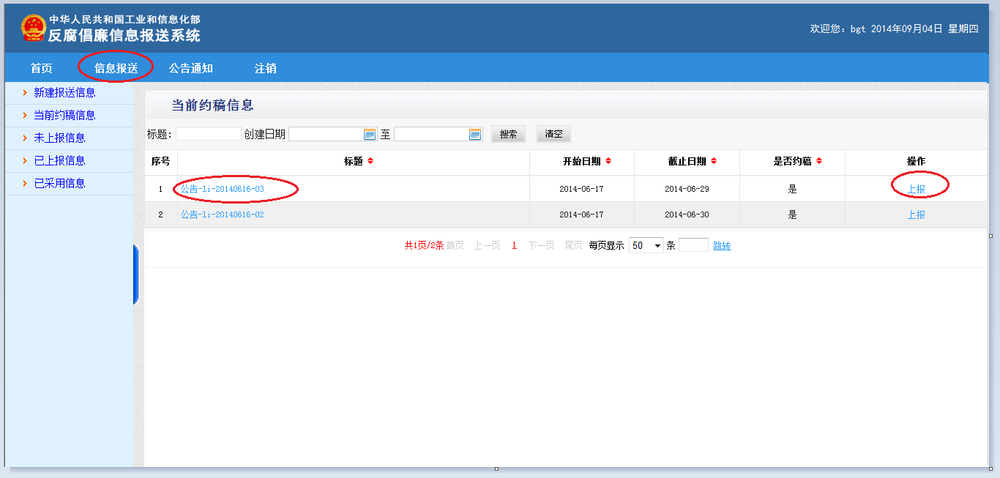 中华人民共和国工业和信息化部
反腐倡廉信息报送系统
欢迎您: bgt 2014年09月04日 星期四
首页 信息报送 公告通知 注销
新建报送信息
当前约稿信息
未上报信息
已上报信息
已采用信息
当前约稿信息
标题: 创建日期 至 搜索 清空
序号 标题 开始日期 截止日期 是否约稿 操作
1 公告-li-20140616-03 2014-06-17 2014-06-29 是 上报
2 公告-li-20140616-02 2014-06-17 2014-06-30 是 上报
共1页/2条 首页 上一页 1 下一页 尾页 每页显示 50 条 跳转